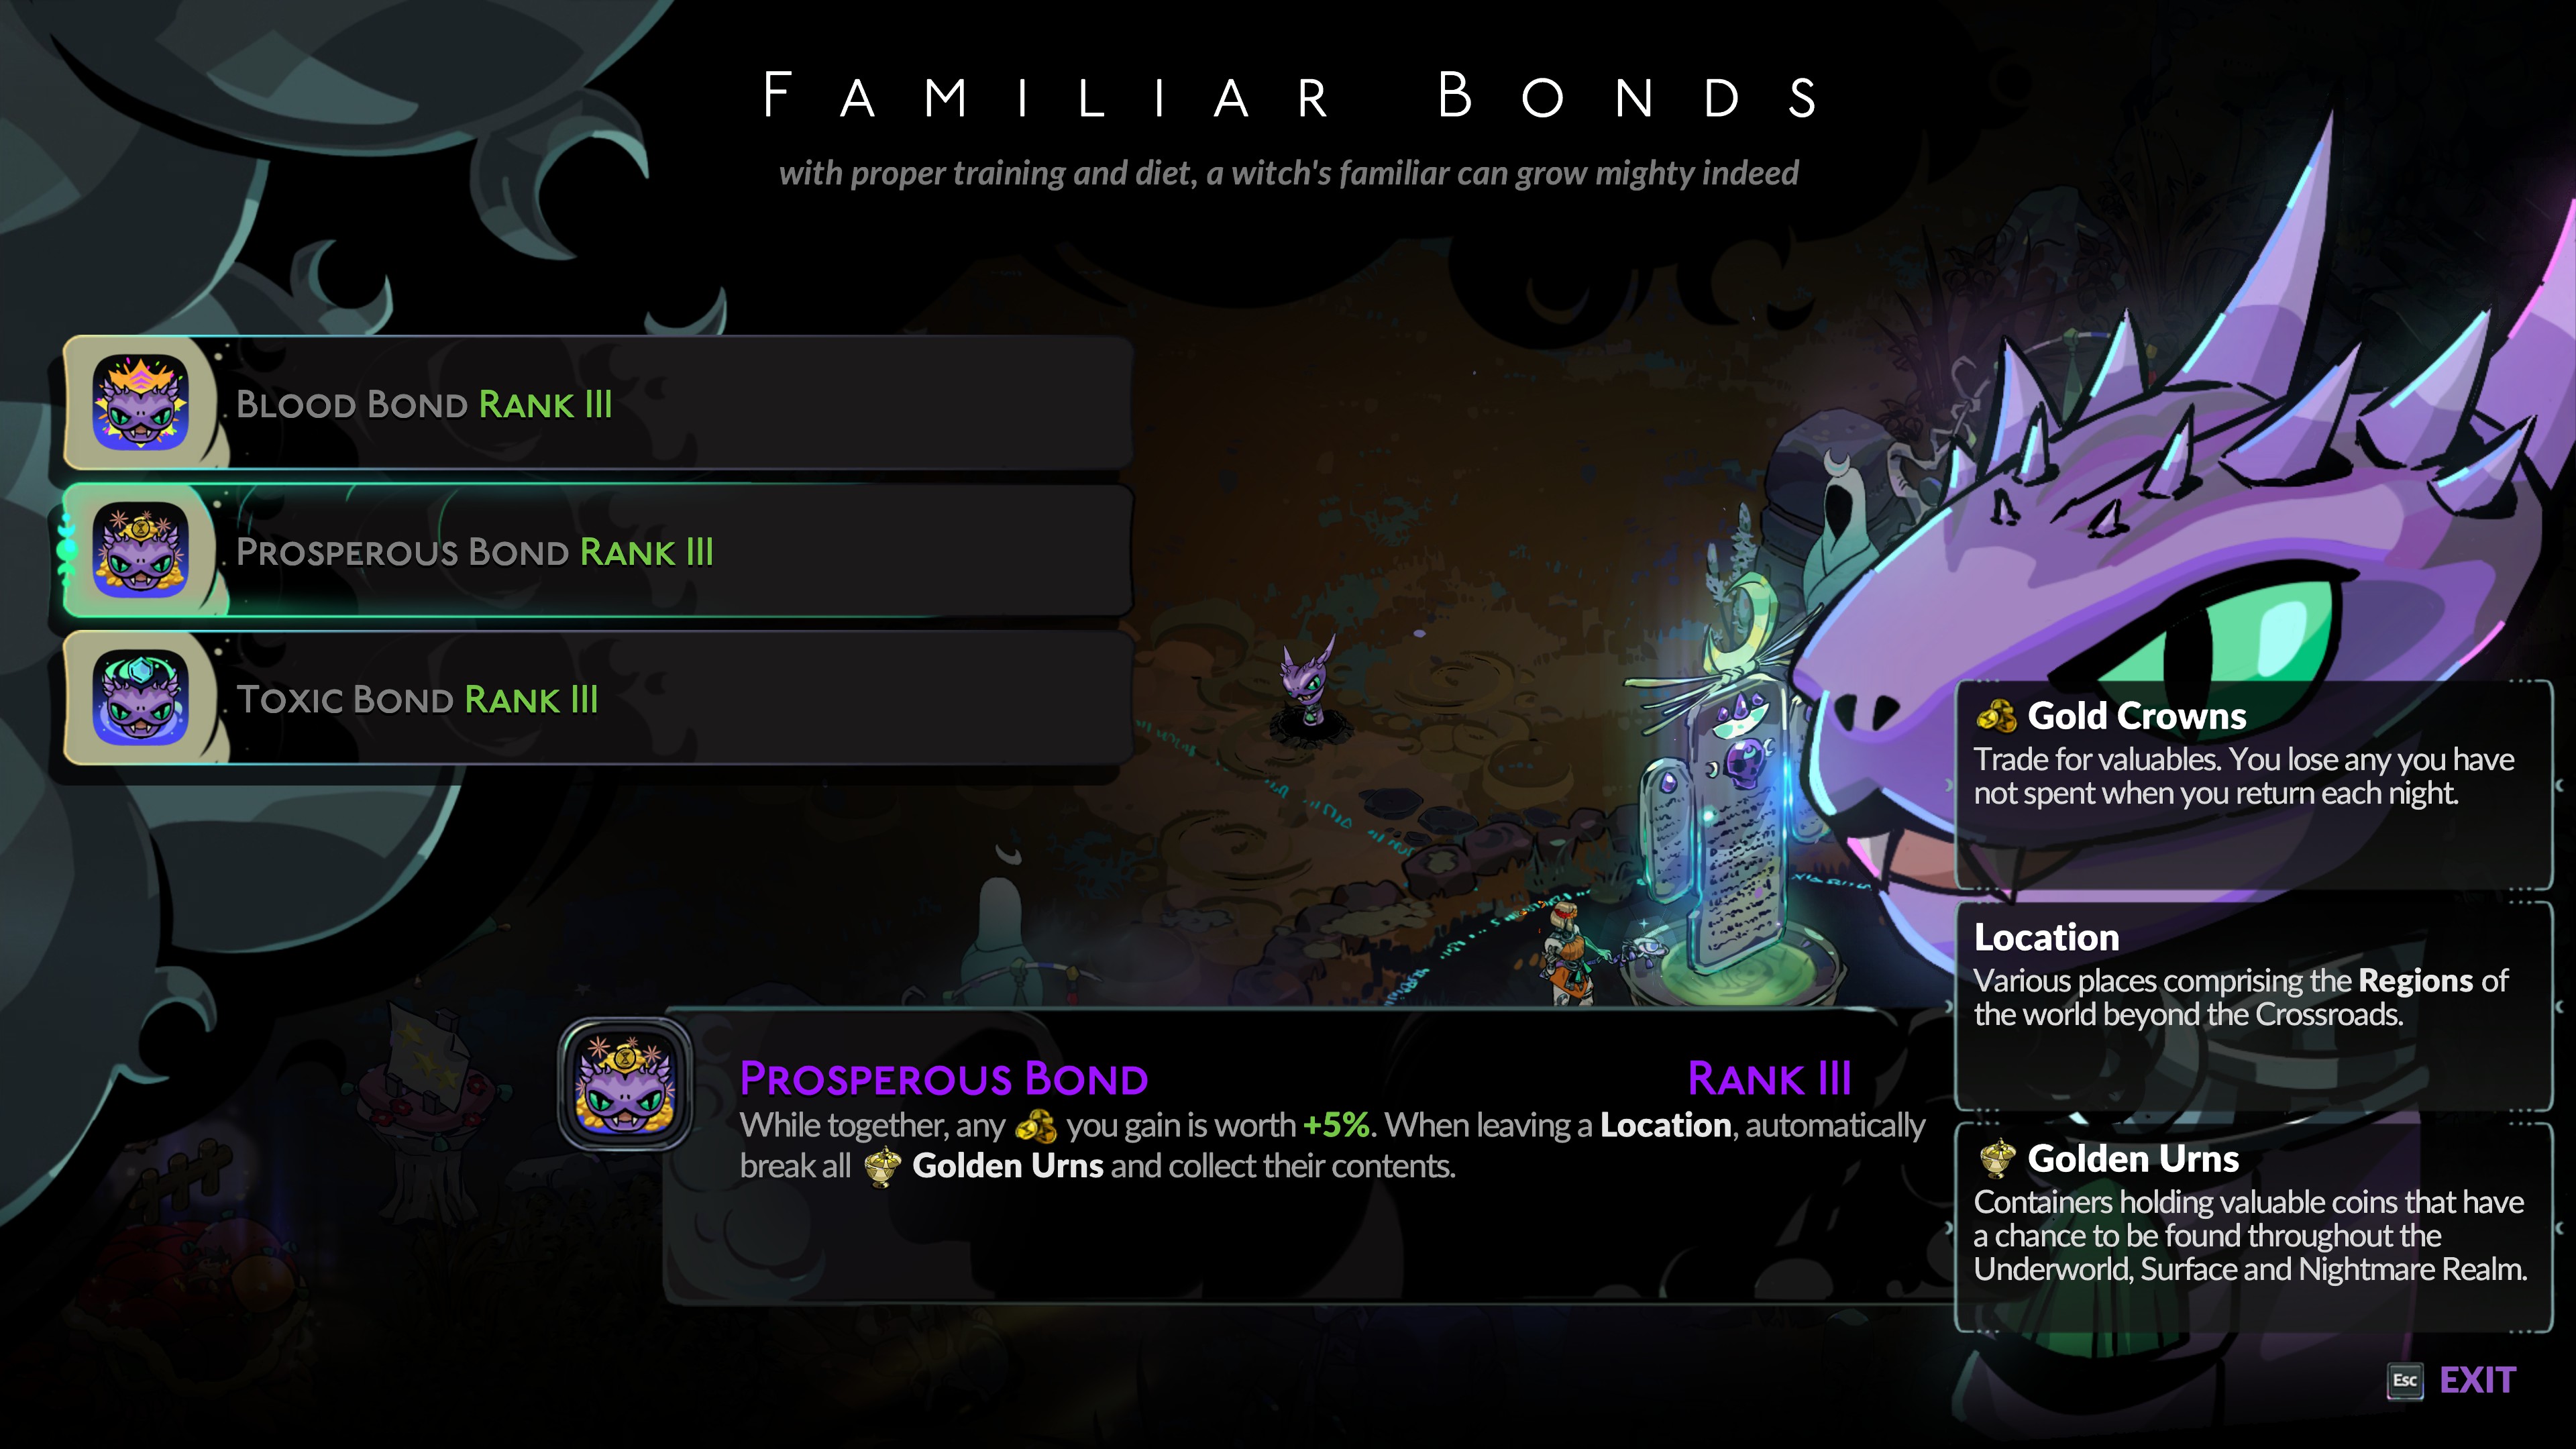 FAMILIAR BONDS
with proper training and diet, a witch's familiar can grow mighty indeed
BLOOD BOND RANK III
PROSPEROUS BOND RANK III
TOXIC BOND RANK III
Gold Crowns
Trade for valuables. You lose any you have
not spent when you return each night.
Location
Various places comprising the Regions of
the world beyond the Crossroads.
PROSPEROUS BOND RANK III
While together, any you gain is worth +5%. When leaving a Location, automatically
break all Golden Urns and collect their contents.
Golden Urns
Containers holding valuable coins that have
a chance to be found throughout the
Underworld, Surface and Nightmare Realm.
Esc EXIT